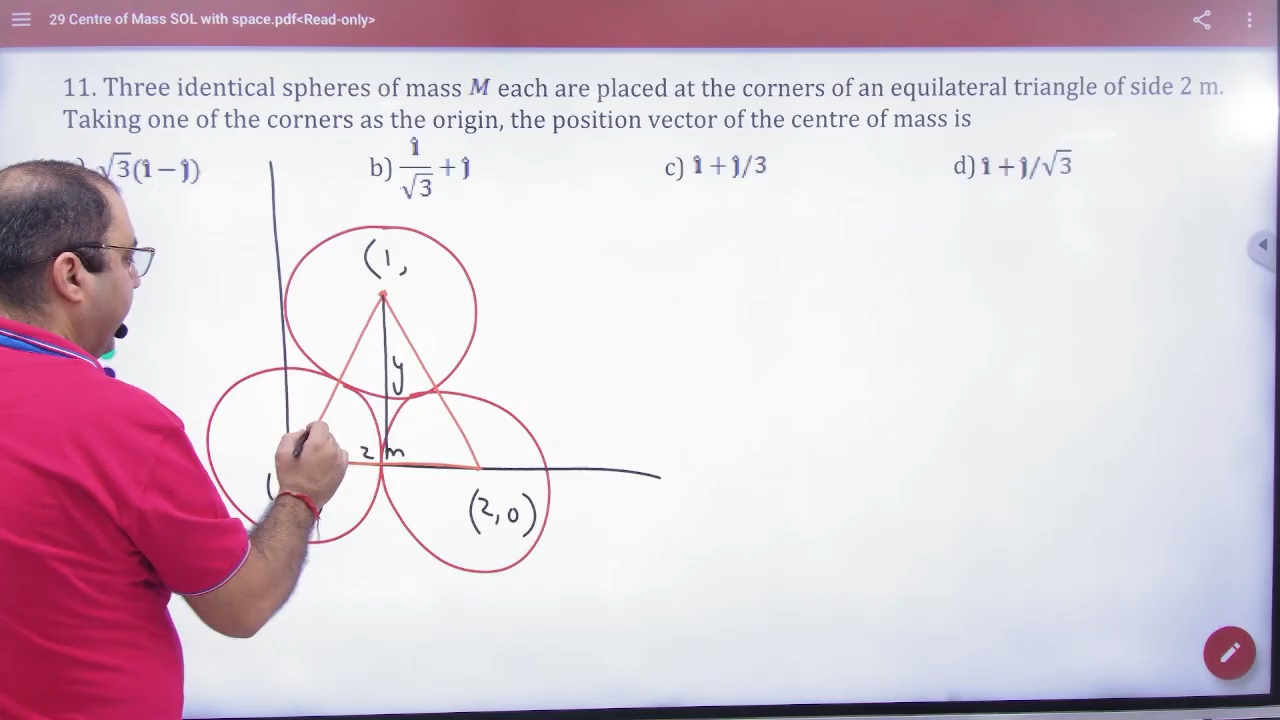 29 Centre of Mass SOL with space.pdf<Read-only>
11. Three identical spheres of mass M each are placed at the corners of an equilateral triangle of side 2 m.
Taking one of the corners as the origin, the position vector of the centre of mass is
) √3(î − ĵ) b) î/√3 + ĵ c) î + ĵ/3 d) î + ĵ/√3
(1,
y
2 m
(
(2, 0)